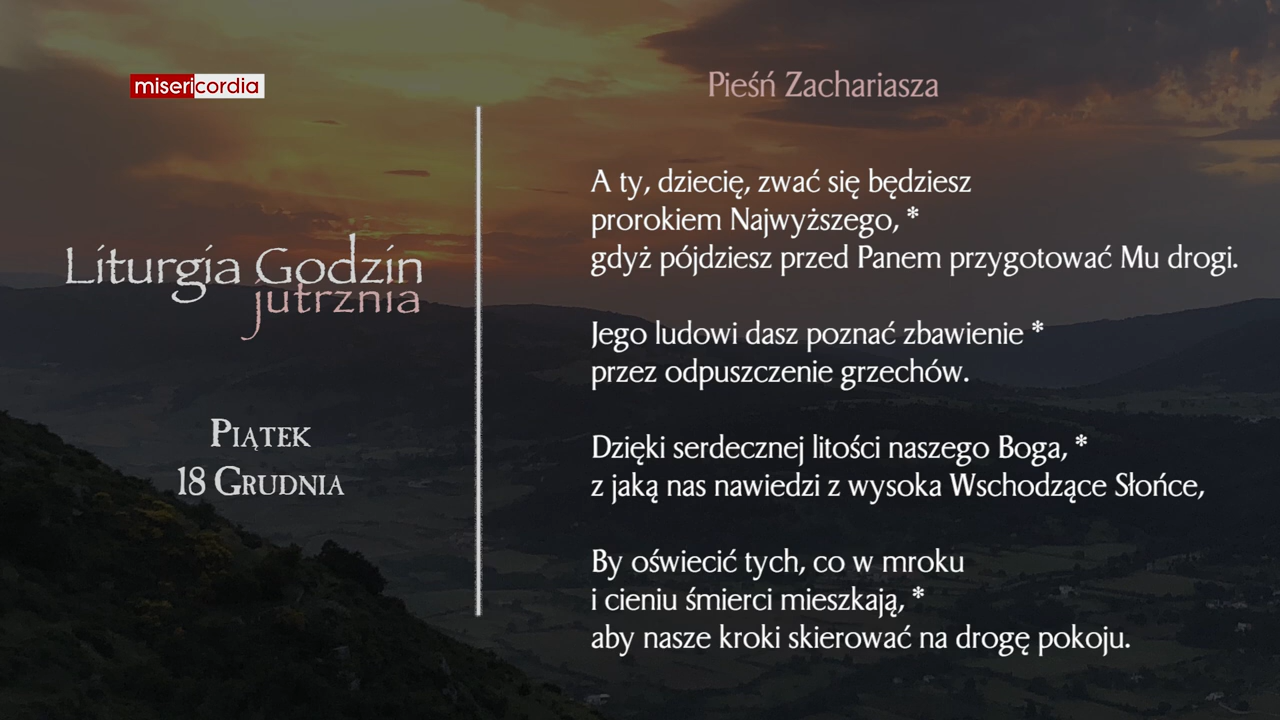 misericordia
Liturgia Godzin
jutrznia
Piątek
18 Grudnia
Pieśń Zachariasza
A ty, dziecię, zwać się będziesz
prorokiem Najwyższego, *
gdyż pójdziesz przed Panem przygotować Mu drogi.
Jego ludowi dasz poznać zbawienie *
przez odpuszczenie grzechów.
Dzięki serdecznej litości naszego Boga, *
z jaką nas nawiedzi z wysoka Wschodzące Słońce,
By oświecić tych, co w mroku
i cieniu śmierci mieszkają, *
aby nasze kroki skierować na drogę pokoju.